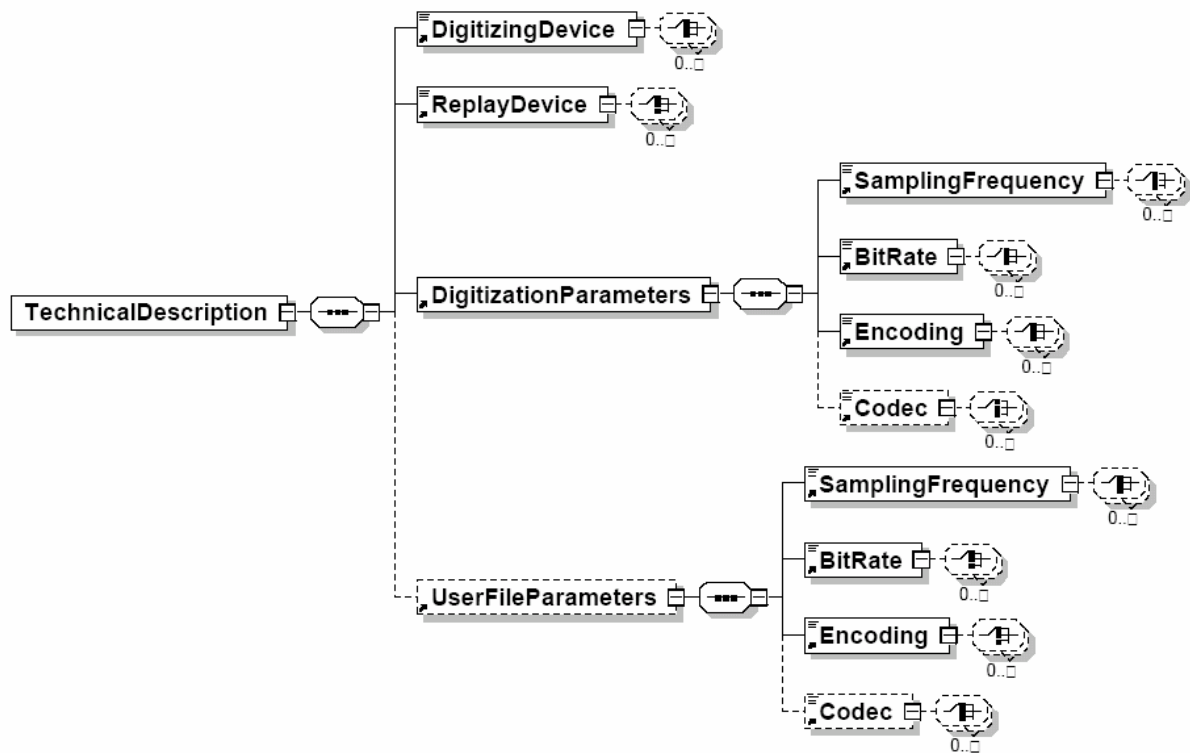 DigitizingDevice
0..□
ReplayDevice
0..□
SamplingFrequency
0..□
BitRate
0..□
TechnicalDescription
DigitizationParameters
Encoding
0..□
Codec
0..□
SamplingFrequency
0..□
BitRate
0..□
UserFileParameters
Encoding
0..□
Codec
0..□